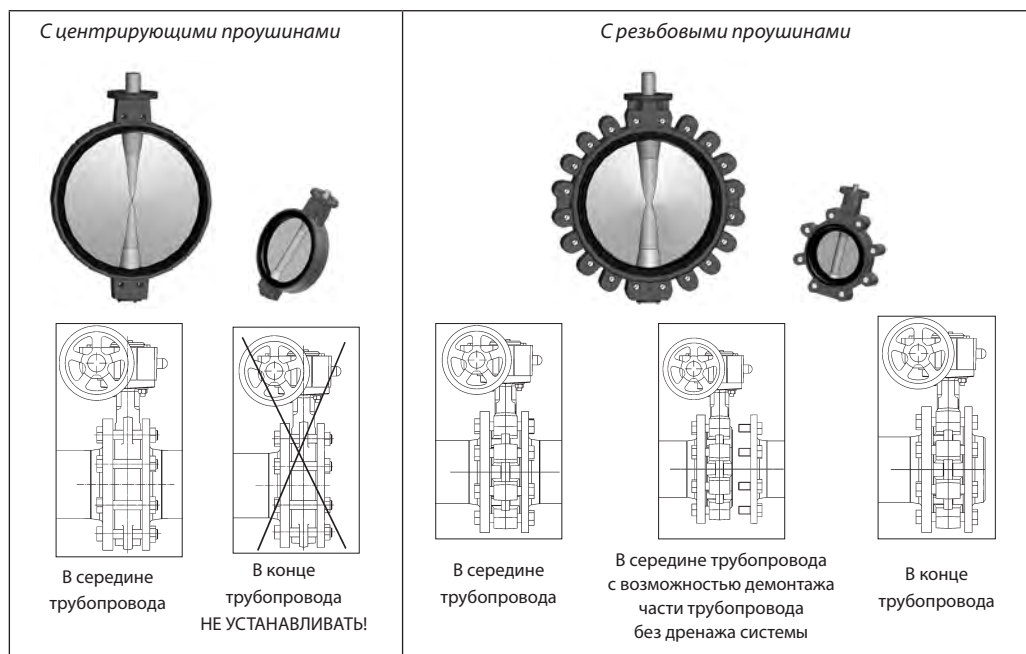 С центрирующими проушинами
С резьбовыми проушинами
В середине
трубопровода
В конце
трубопровода
НЕ УСТАНАВЛИВАТЬ!
В середине
трубопровода
В середине трубопровода
с возможностью демонтажа
части трубопровода
без дренажа системы
В конце
трубопровода